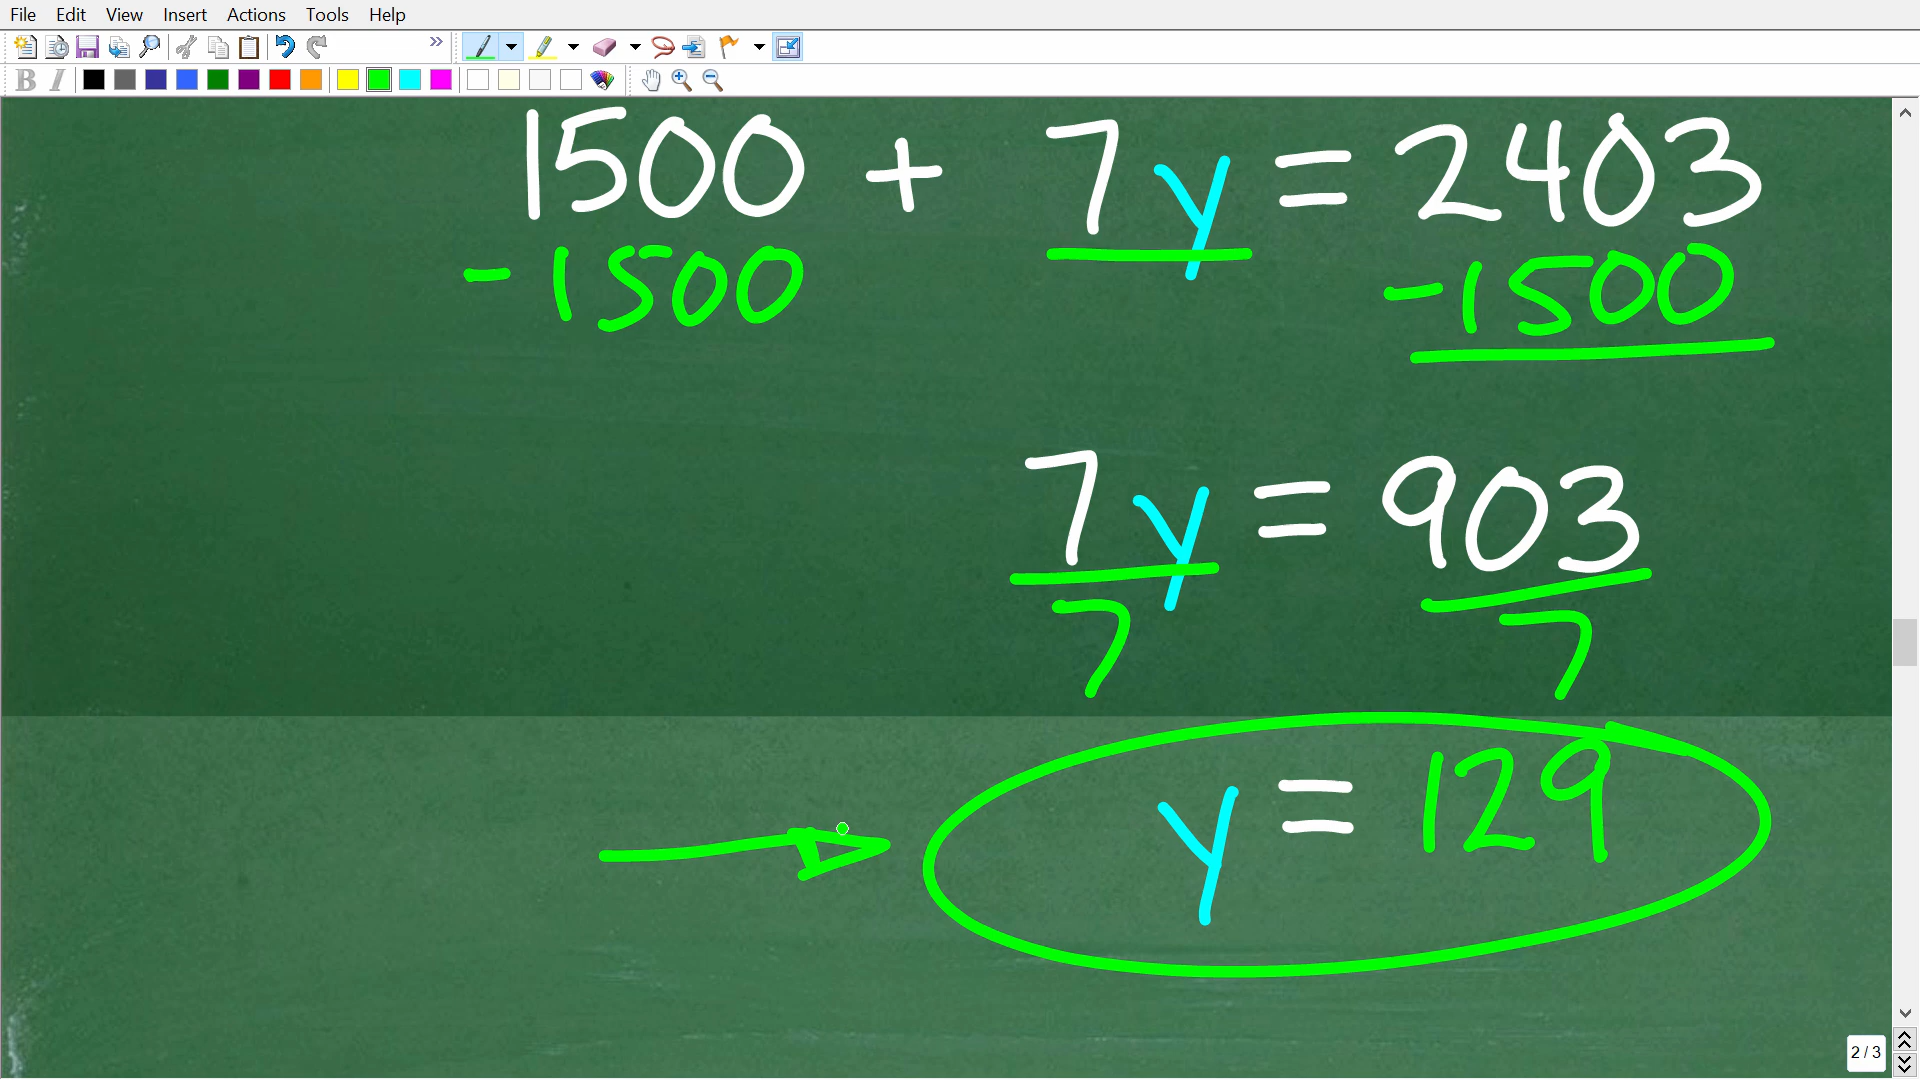 File Edit View Insert Actions Tools Help
B I
1500 + 7y = 2403
-1500 -1500
7y = 903
7 7
y = 129
2 / 3